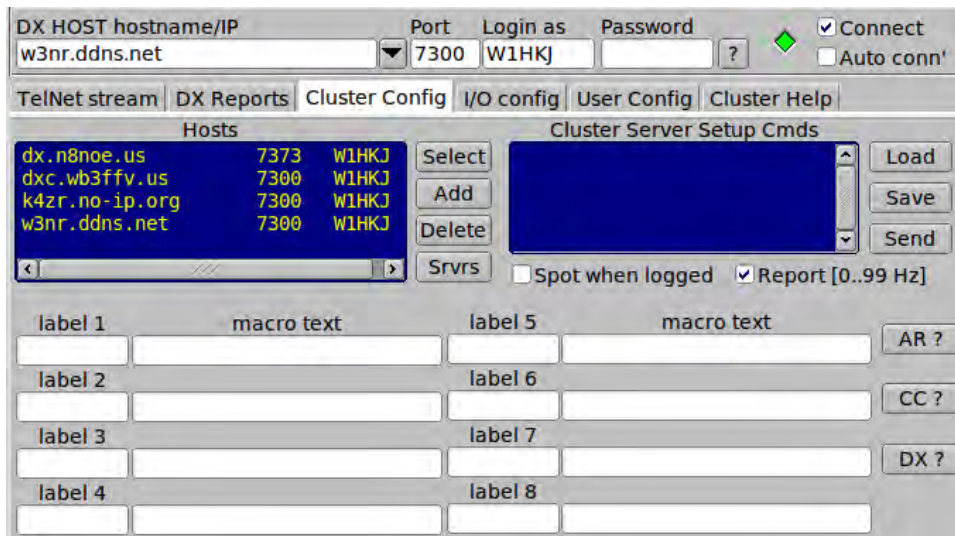 DX HOST hostname/IP Port Login as Password
w3nr.ddns.net 7300 W1HKJ ? Connect
Auto conn'
TelNet stream DX Reports Cluster Config I/O config User Config Cluster Help
Hosts Cluster Server Setup Cmds
dx.n8noe.us 7373 W1HKJ
dxc.wb3ffv.us 7300 W1HKJ
k4zr.no-ip.org 7300 W1HKJ
w3nr.ddns.net 7300 W1HKJ
Select
Add
Delete
Srvrs
Load
Save
Send
Spot when logged Report [0..99 Hz]
label 1 macro text label 5 macro text
AR ?
label 2 label 6
CC ?
label 3 label 7
DX ?
label 4 label 8